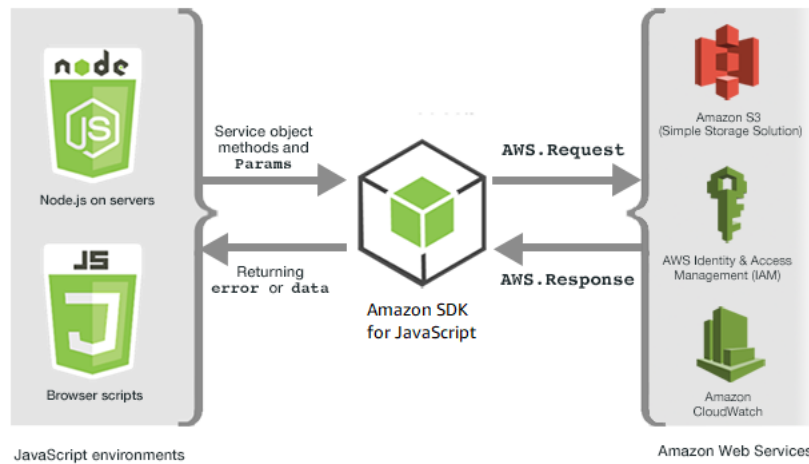 node
JS
Node.js on servers
JS
Browser scripts
JavaScript environments
Service object
methods and
Params
Returning
error or data
Amazon SDK
for JavaScript
AWS.Request
AWS.Response
Amazon S3
(Simple Storage Solution)
AWS Identity & Access
Management (IAM)
Amazon
CloudWatch
Amazon Web Services